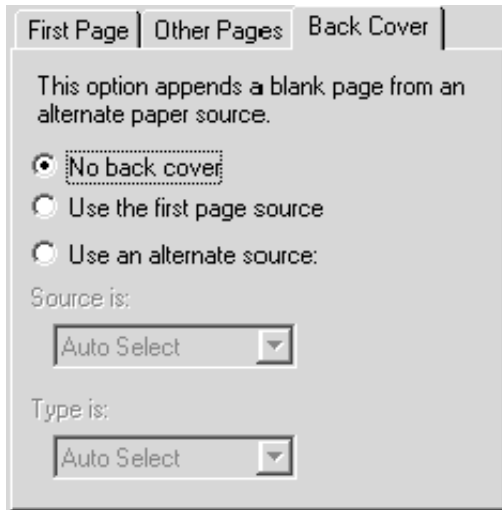 First Page Other Pages Back Cover
This option appends a blank page from an
alternate paper source.
No back cover
Use the first page source
Use an alternate source:
Source is:
Auto Select
Type is:
Auto Select